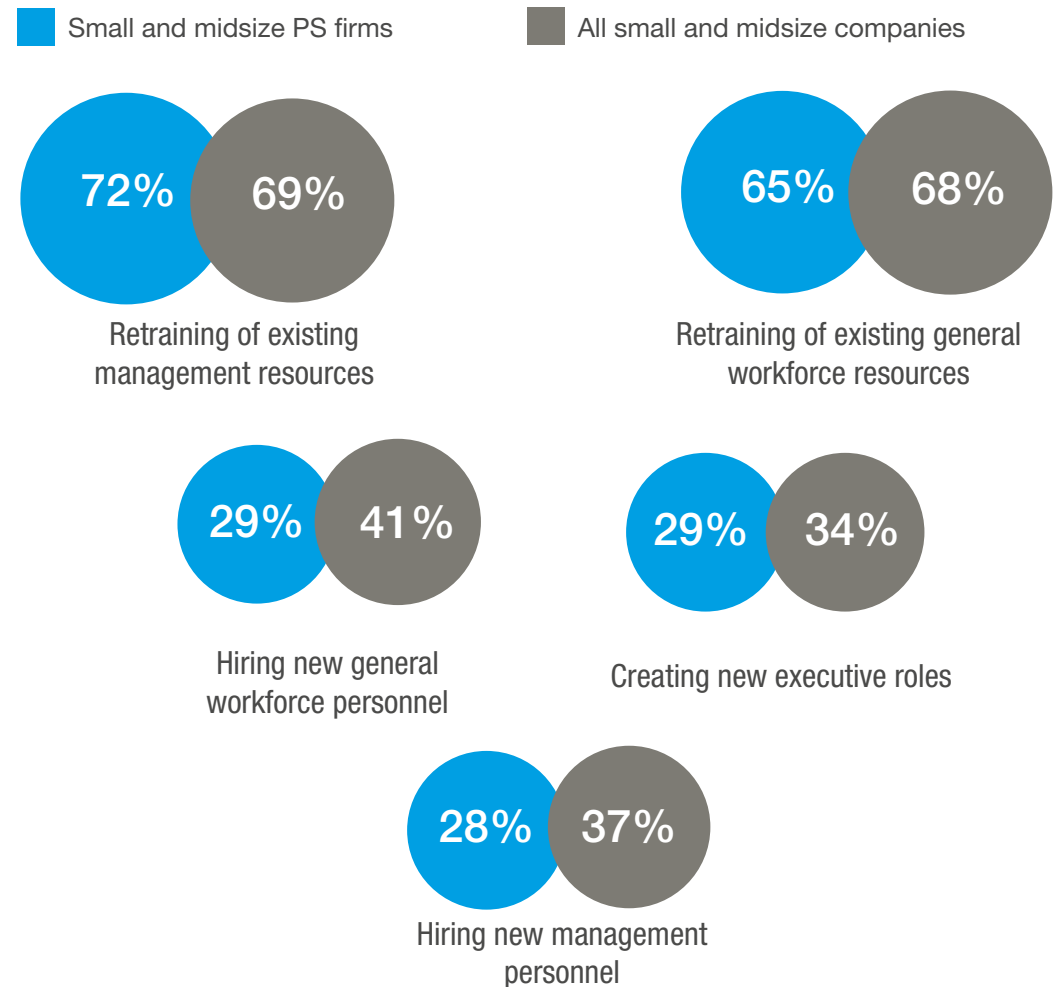 Small and midsize PS firms
All small and midsize companies
72%
69%
Retraining of existing
management resources
65%
68%
Retraining of existing general
workforce resources
29%
41%
Hiring new general
workforce personnel
29%
34%
Creating new executive roles
28%
37%
Hiring new management
personnel